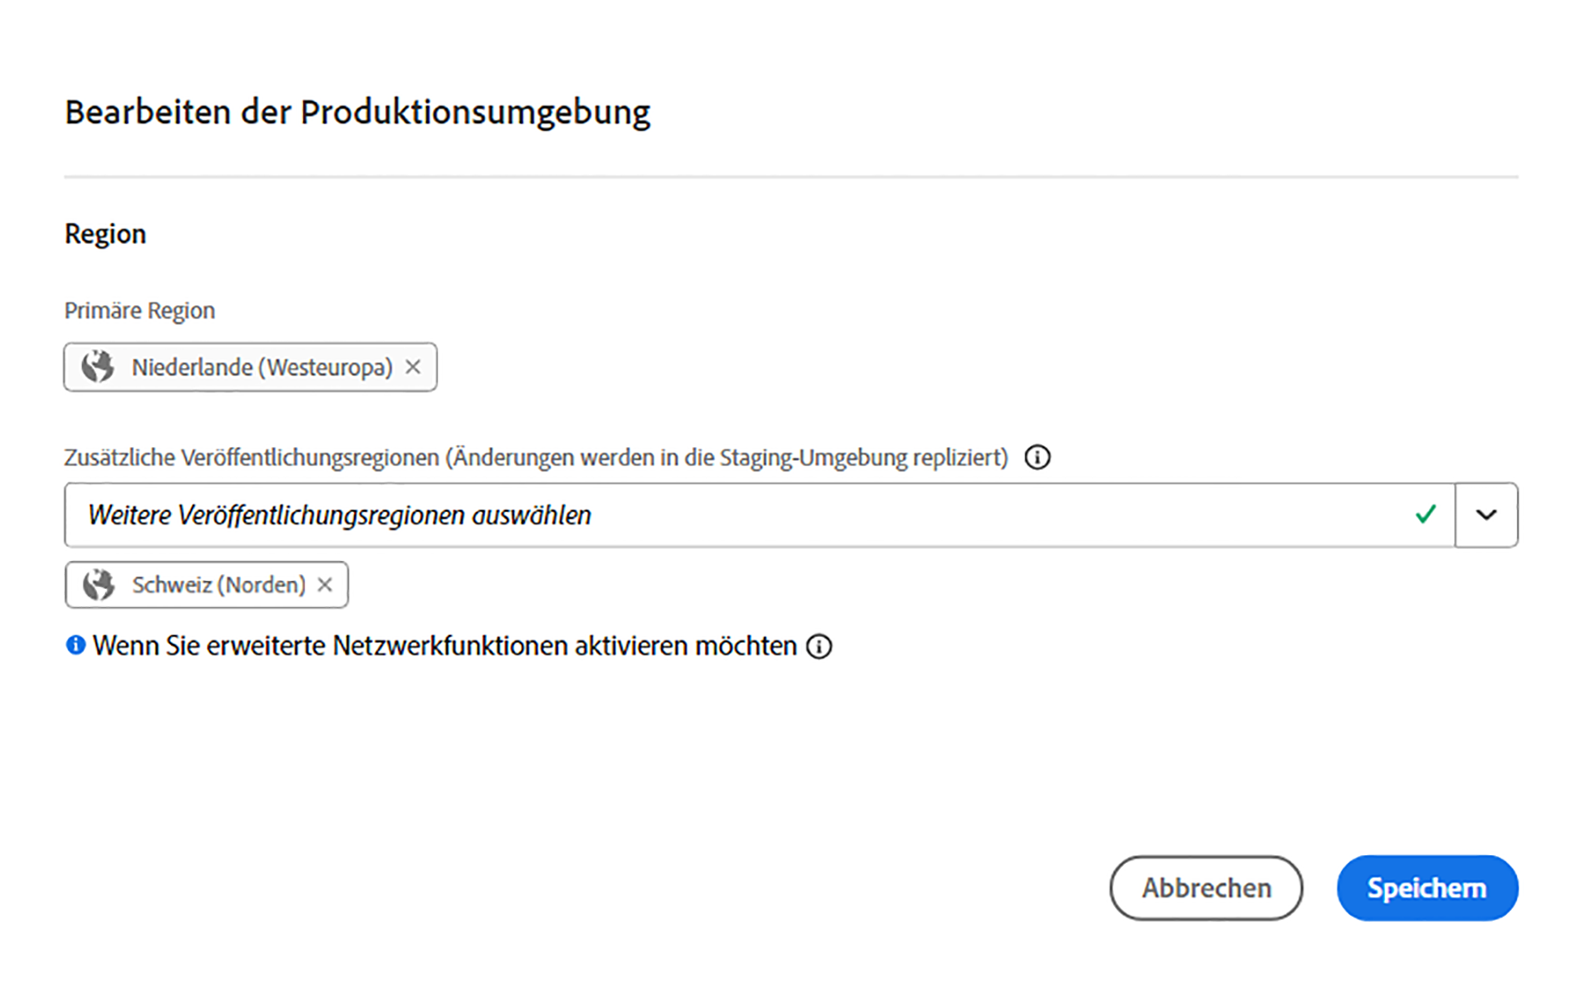 Bearbeiten der Produktionsumgebung
Region
Primäre Region
Niederlande (Westeuropa)
Zusätzliche Veröffentlichungsregionen (Änderungen werden in die Staging-Umgebung repliziert)
Weitere Veröffentlichungsregionen auswählen
Schweiz (Norden)
Wenn Sie erweiterte Netzwerkfunktionen aktivieren möchten
Abbrechen
Speichern